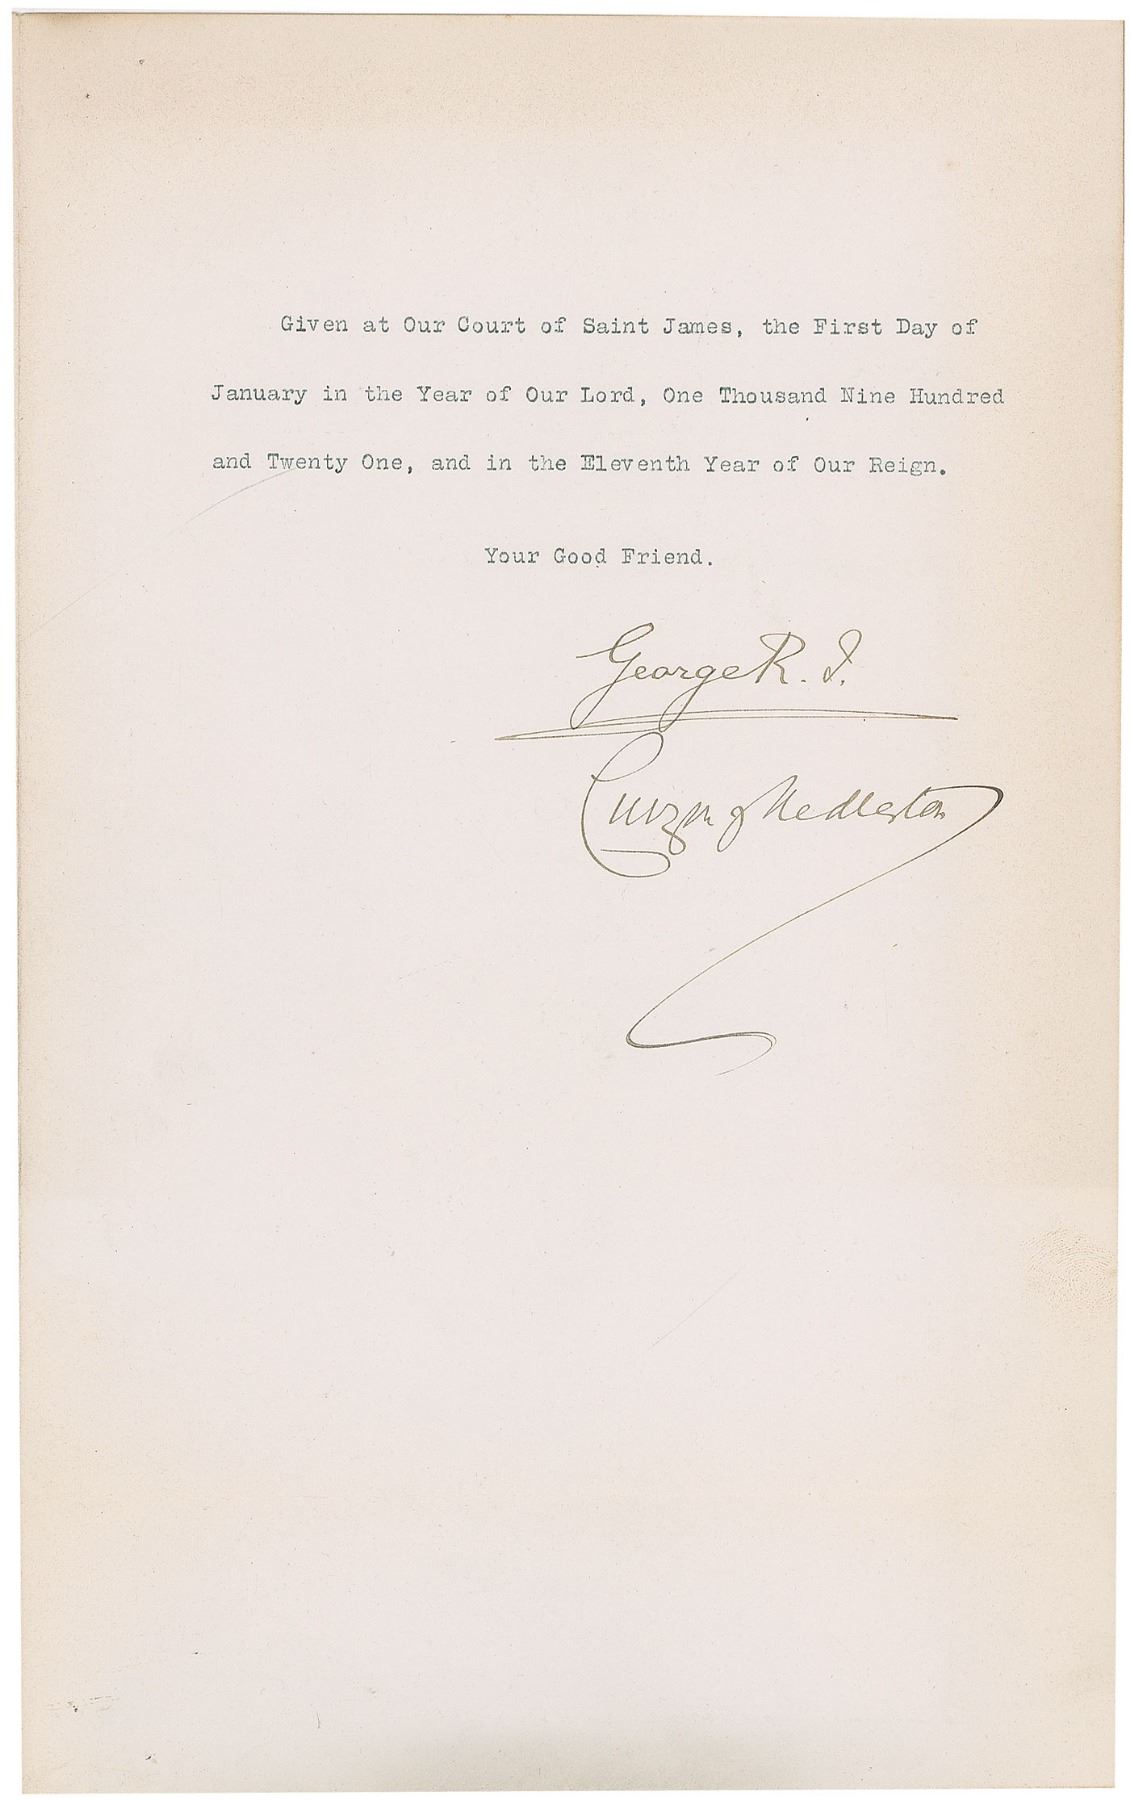 Given at Our Court of Saint James, the First Day of
January in the Year of Our Lord, One Thousand Nine Hundred
and Twenty One, and in the Eleventh Year of Our Reign.
Your Good Friend.
George R. I.
Curzon of Kedleston